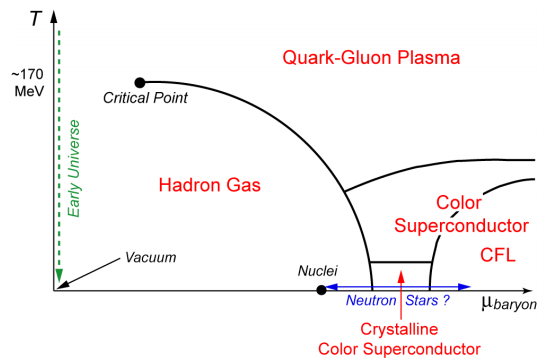 T
Quark-Gluon Plasma
~170
MeV
Critical Point
Early Universe
Hadron Gas
Color
Superconductor
CFL
Vacuum
Nuclei
Neutron Stars ?
μbaryon
Crystalline
Color Superconductor